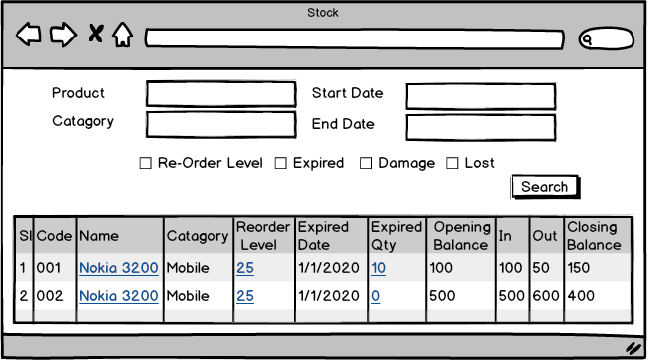 Stock
Product Start Date
Catagory End Date
Re-Order Level Expired Damage Lost
Search
Sl Code Name Catagory Reorder Level Expired Date Expired Qty Opening Balance In Out Closing Balance
1 001 Nokia 3200 Mobile 25 1/1/2020 10 100 100 50 150
2 002 Nokia 3200 Mobile 25 1/1/2020 0 500 500 600 400